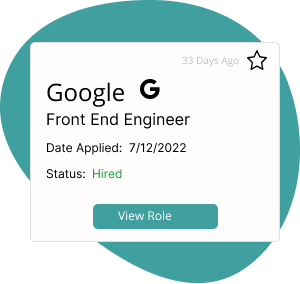 33 Days Ago
Google
Front End Engineer
Date Applied: 7/12/2022
Status: Hired
View Role